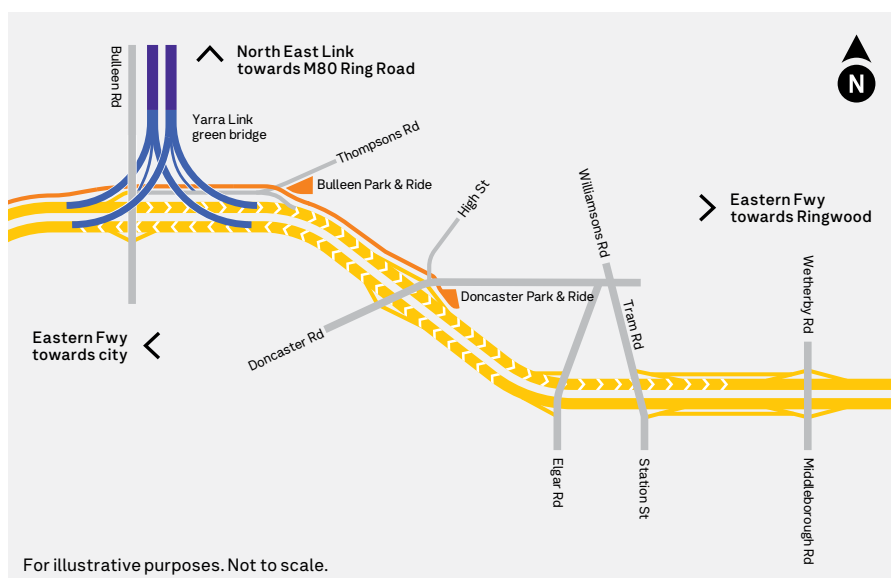 Bulleen Rd
North East Link
towards M80 Ring Road
N
Yarra Link
green bridge
Thompsons Rd
Bulleen Park & Ride
High St
Williamsons Rd
Eastern Fwy
towards Ringwood
Doncaster Park & Ride
Tram Rd
Wetherby Rd
Eastern Fwy
towards city
Doncaster Rd
Elgar Rd
Station St
Middleborough Rd
For illustrative purposes. Not to scale.